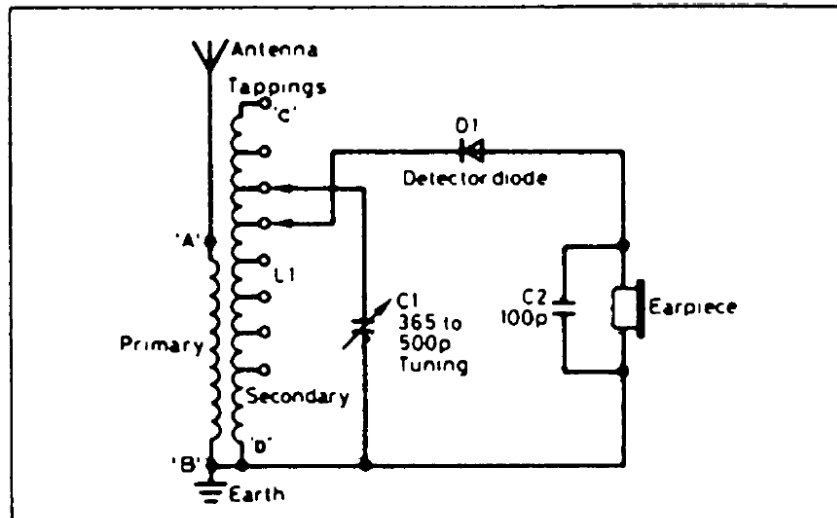 Antenna
Tappings
'C'
D1
Detector diode
'A'
L1
C1
365 to
500p
Tuning
C2
100p
Earpiece
Primary
Secondary
'D'
'B'
Earth